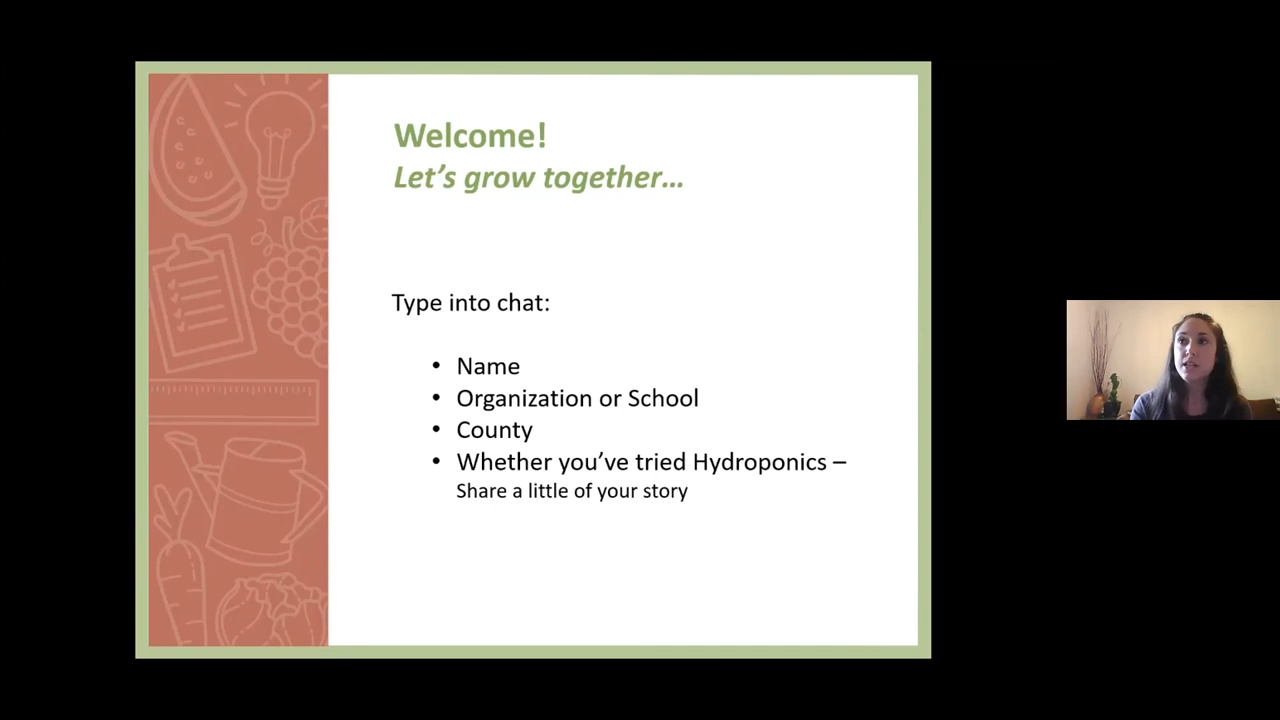 Welcome!
Let's grow together…
Type into chat:
• Name
• Organization or School
• County
• Whether you've tried Hydroponics –
Share a little of your story